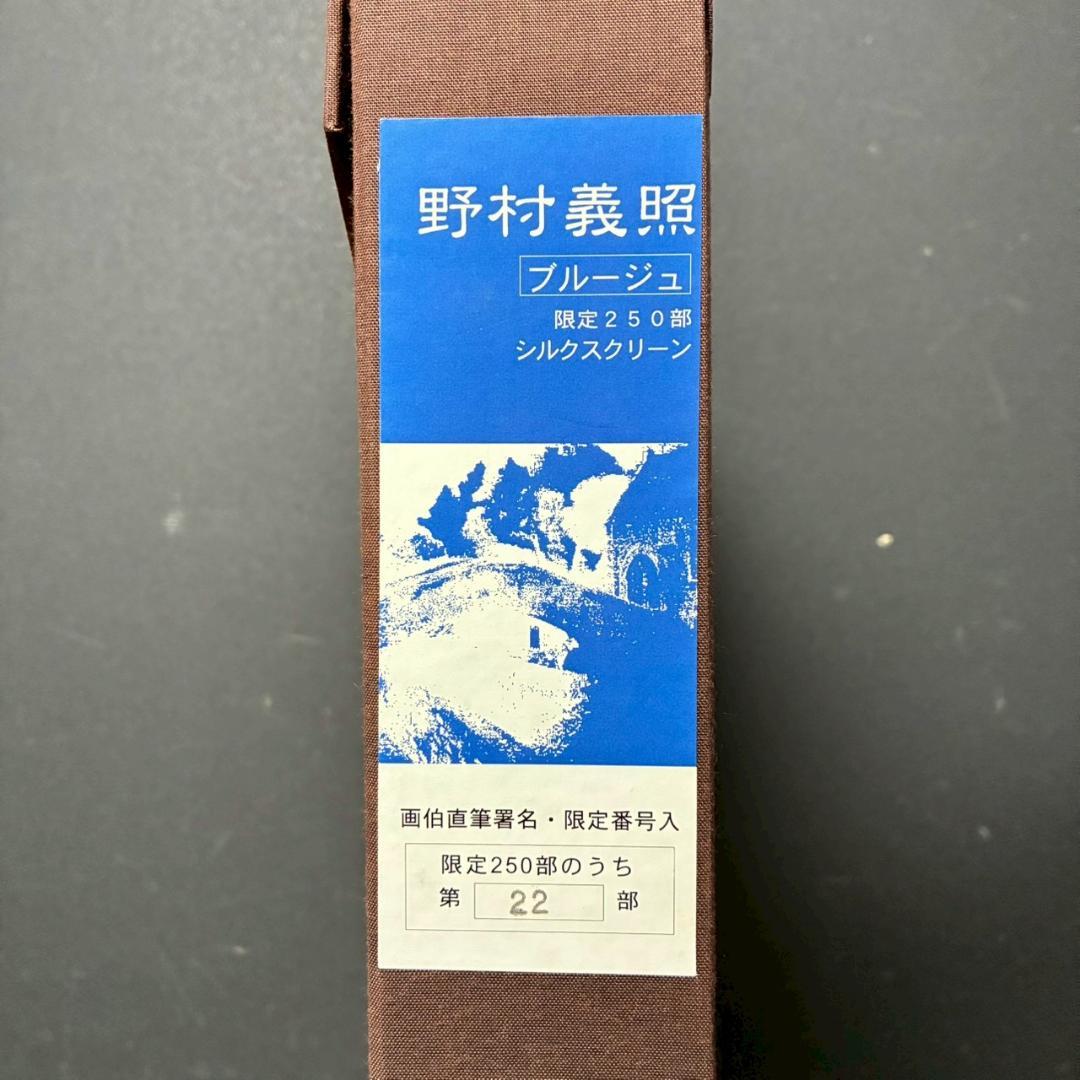 野村義照
ブルージュ
限定２５０部
シルクスクリーン
画伯直筆署名・限定番号入
限定250部のうち
第 22 部